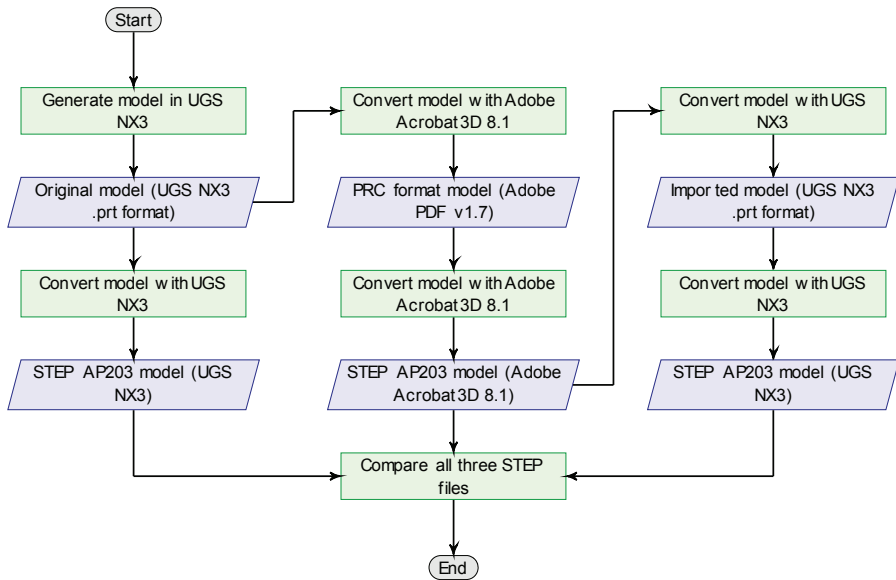 Start
Generate model in UGS
NX3
Original model (UGS NX3
.prt format)
Convert model with UGS
NX3
STEP AP203 model (UGS
NX3)
Convert model with Adobe
Acrobat 3D 8.1
PRC format model (Adobe
PDF v1.7)
Convert model with Adobe
Acrobat 3D 8.1
STEP AP203 model (Adobe
Acrobat 3D 8.1)
Convert model with UGS
NX3
Imported model (UGS NX3
.prt format)
Convert model with UGS
NX3
STEP AP203 model (UGS
NX3)
Compare all three STEP
files
End